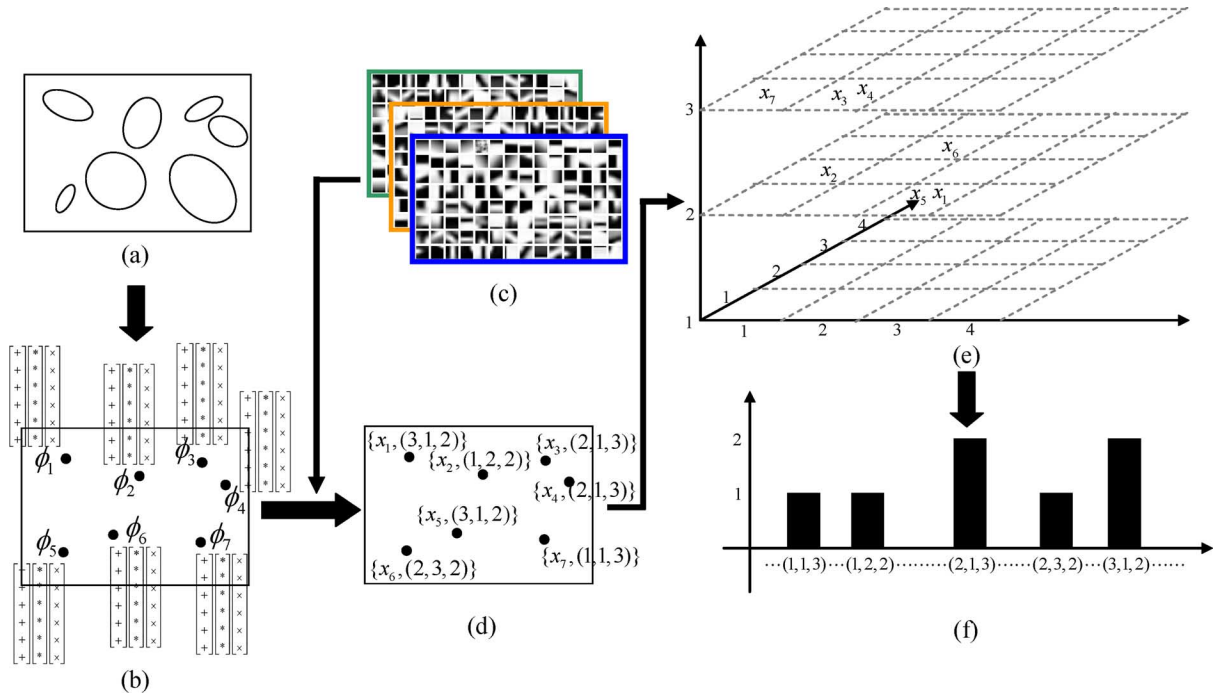 (a)
[+ + + + + +] [* * * * * *] [× × × × × ×]
[+ + + + + +] [* * * * * *] [× × × × × ×]
[+ + + + + +] [* * * * * *] [× × × × × ×]
[+ + + + + +] [* * * * * *] [× × × × × ×]
ϕ1
ϕ2
ϕ3
ϕ4
ϕ5
ϕ6
ϕ7
[+ + + + + +] [* * * * * *] [× × × × × ×]
[+ + + + + +] [* * * * * *] [× × × × × ×]
[+ + + + + +] [* * * * * *] [× × × × × ×]
(b)
(c)
{x1,(3,1,2)}
{x2,(1,2,2)}
{x3,(2,1,3)}
{x4,(2,1,3)}
{x5,(3,1,2)}
{x6,(2,3,2)}
{x7,(1,1,3)}
(d)
x7 x3 x4
3
x6
x2
x5 x1
2
4
3
2
1
1
1 2 3 4
(e)
2
1
······(1,1,3)······(1,2,2)··············(2,1,3)··········(2,3,2)······(3,1,2)······
(f)